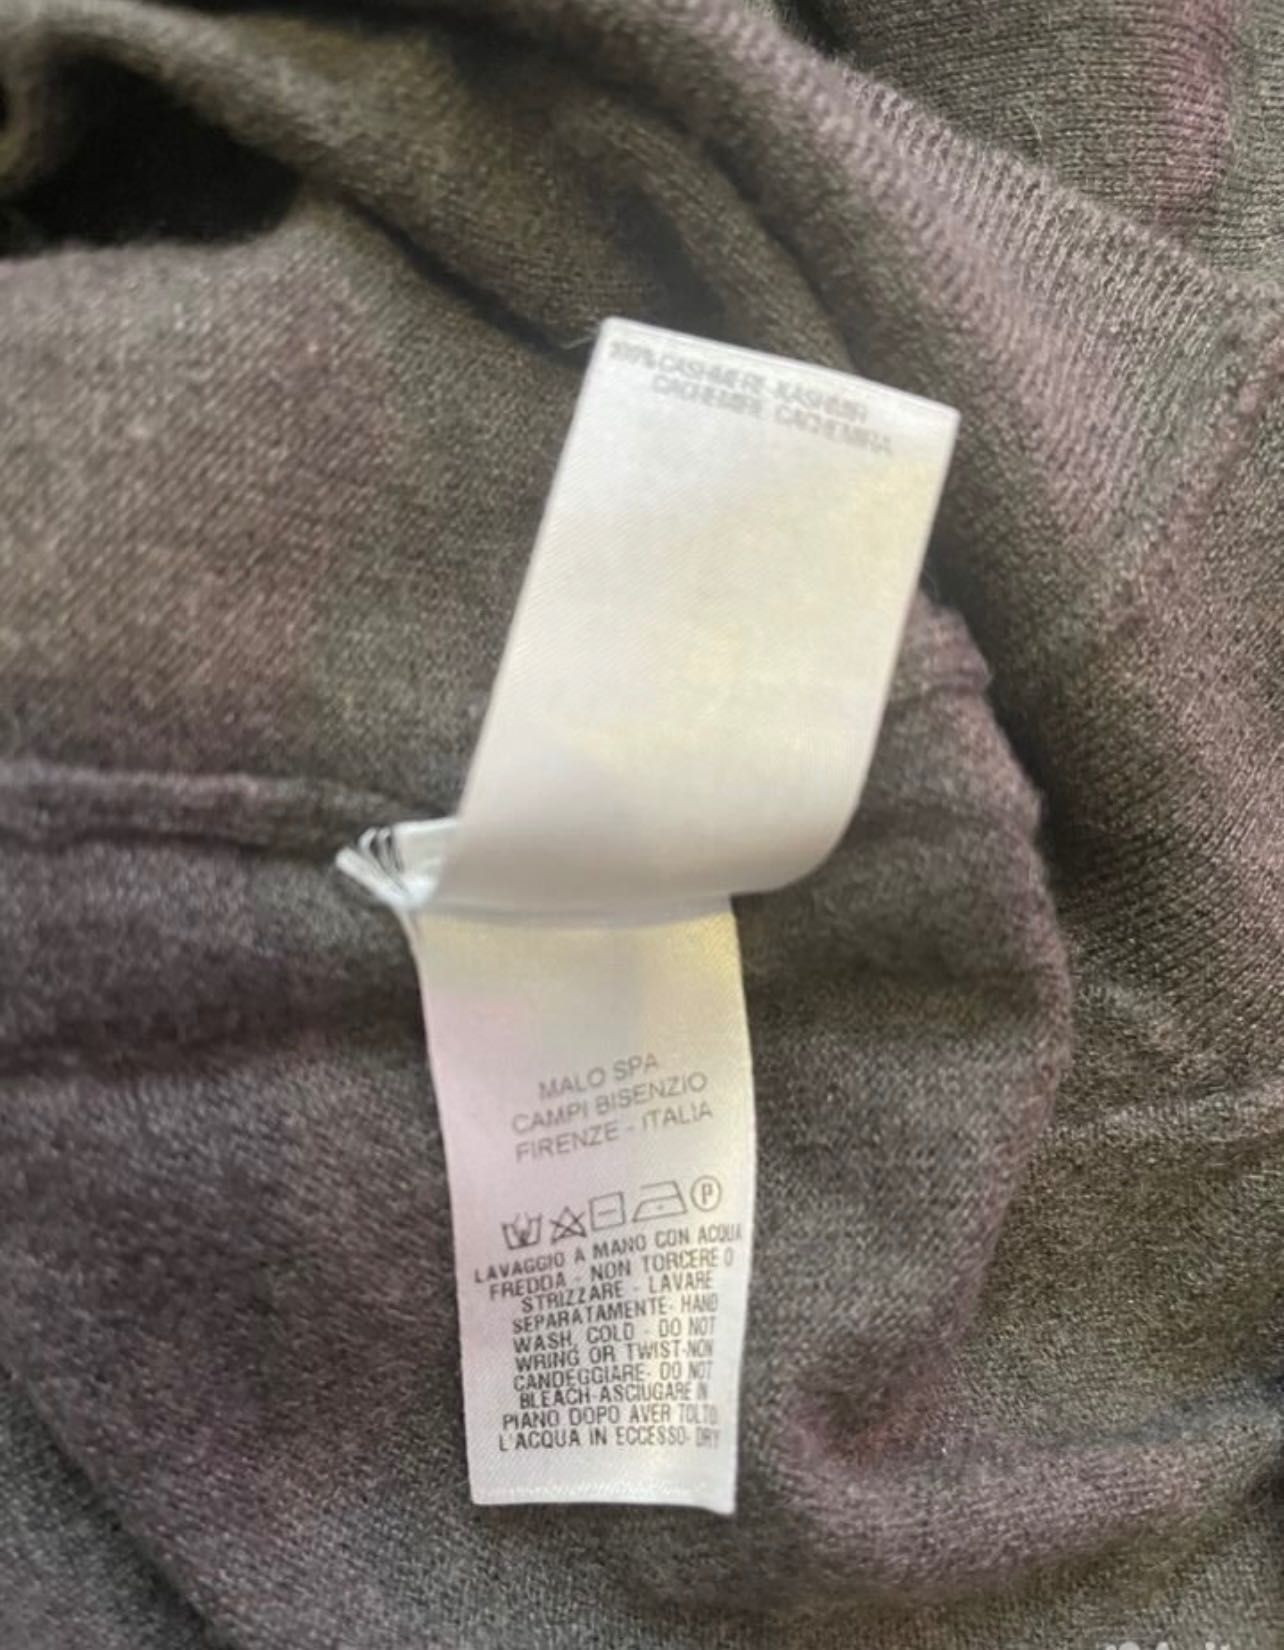 100% CASHMERE KASHMIR
CACHEMIRE CACHEMIRA
MALO SPA
CAMPI BISENZIO
FIRENZE - ITALIA
P
LAVAGGIO A MANO CON ACQUA
FREDDA - NON TORCERE O
STRIZZARE - LAVARE
SEPARATAMENTE- HAND
WASH, COLD - DO NOT
WRING OR TWIST-NON
CANDEGGIARE- DO NOT
BLEACH-ASCIUGARE IN
PIANO DOPO AVER TOLTO
L'ACQUA IN ECCESSO- DRY